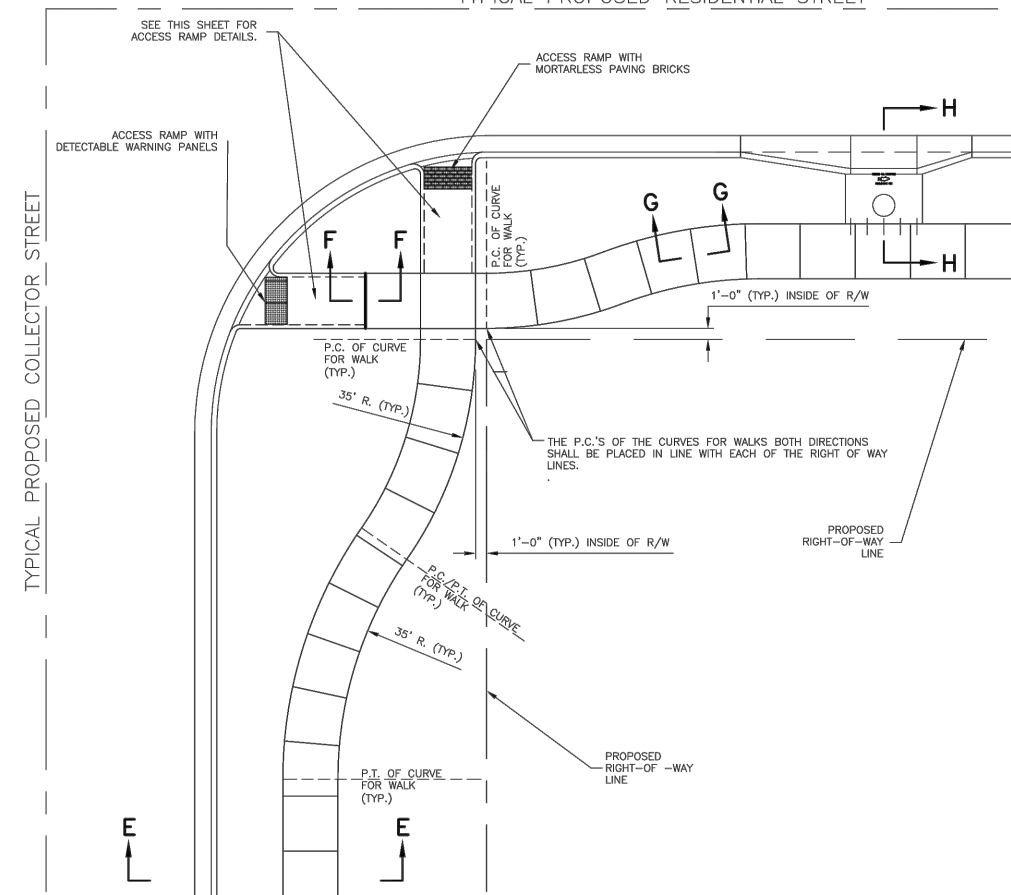 TYPICAL PROPOSED RESIDENTIAL STREET
SEE THIS SHEET FOR
ACCESS RAMP DETAILS.
ACCESS RAMP WITH
MORTARLESS PAVING BRICKS
ACCESS RAMP WITH
DETECTABLE WARNING PANELS
H
G
G
P.C. OF CURVE
FOR WALK
(TYP.)
F
F
H
1'-0" (TYP.) INSIDE OF R/W
TYPICAL PROPOSED COLLECTOR STREET
P.C. OF CURVE
FOR WALK
(TYP.)
35' R. (TYP.)
THE P.C.'S OF THE CURVES FOR WALKS BOTH DIRECTIONS
SHALL BE PLACED IN LINE WITH EACH OF THE RIGHT OF WAY
LINES.
.
PROPOSED
RIGHT-OF-WAY
LINE
1'-0" (TYP.) INSIDE OF R/W
P.C./P.T. OF CURVE
FOR WALK
(TYP.)
35' R. (TYP.)
PROPOSED
RIGHT-OF -WAY
LINE
P.T. OF CURVE
FOR WALK
(TYP.)
E
E